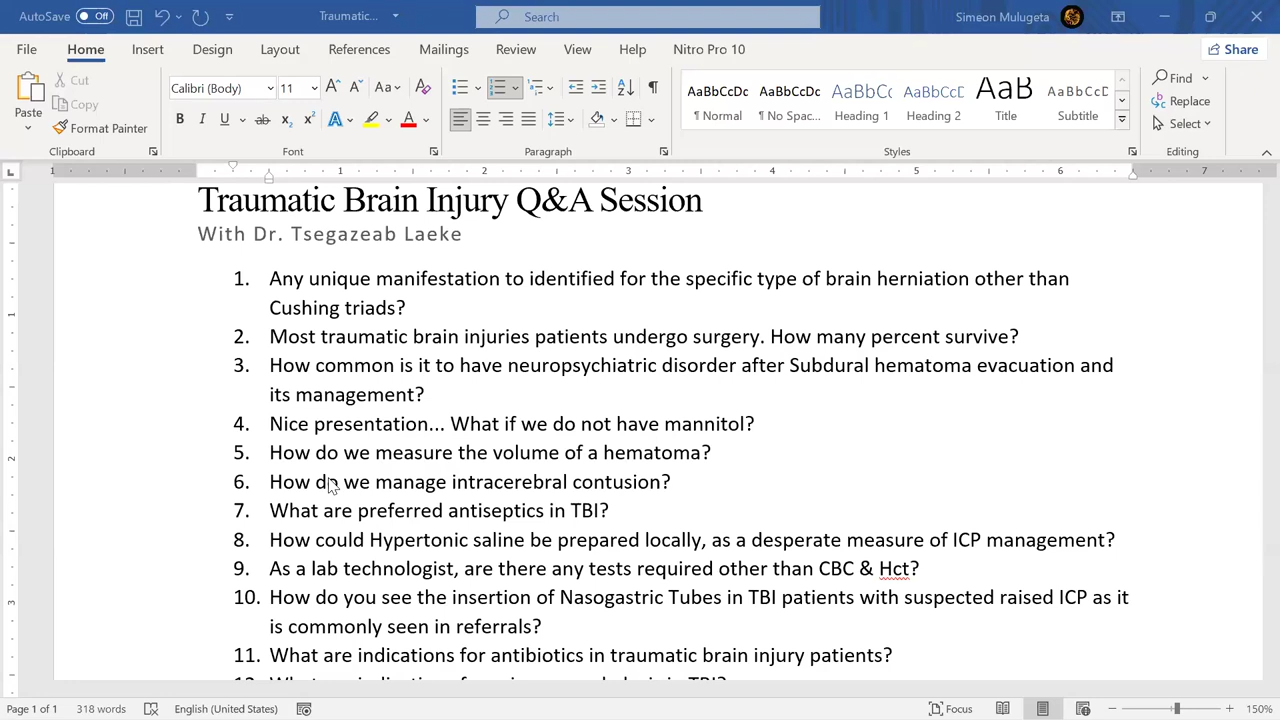 AutoSave Off Traumatic... Search Simeon Mulugeta
File Home Insert Design Layout References Mailings Review View Help Nitro Pro 10 Share
Paste Cut Copy Format Painter
Calibri (Body) 11
AaBbCcDc AaBbCcDc AaBbCc AaBbCcD AaB AaBbCcD
¶ Normal ¶ No Spac... Heading 1 Heading 2 Title Subtitle
Find Replace Select
Clipboard Font Paragraph Styles Editing
1 1 2 3 4 5 6 7
Traumatic Brain Injury Q&A Session
With Dr. Tsegazeab Laeke
1. Any unique manifestation to identified for the specific type of brain herniation other than
Cushing triads?
2. Most traumatic brain injuries patients undergo surgery. How many percent survive?
3. How common is it to have neuropsychiatric disorder after Subdural hematoma evacuation and
its management?
4. Nice presentation... What if we do not have mannitol?
5. How do we measure the volume of a hematoma?
6. How do we manage intracerebral contusion?
7. What are preferred antiseptics in TBI?
8. How could Hypertonic saline be prepared locally, as a desperate measure of ICP management?
9. As a lab technologist, are there any tests required other than CBC & Hct?
10. How do you see the insertion of Nasogastric Tubes in TBI patients with suspected raised ICP as it
is commonly seen in referrals?
11. What are indications for antibiotics in traumatic brain injury patients?
Page 1 of 1 318 words English (United States) Focus 150%